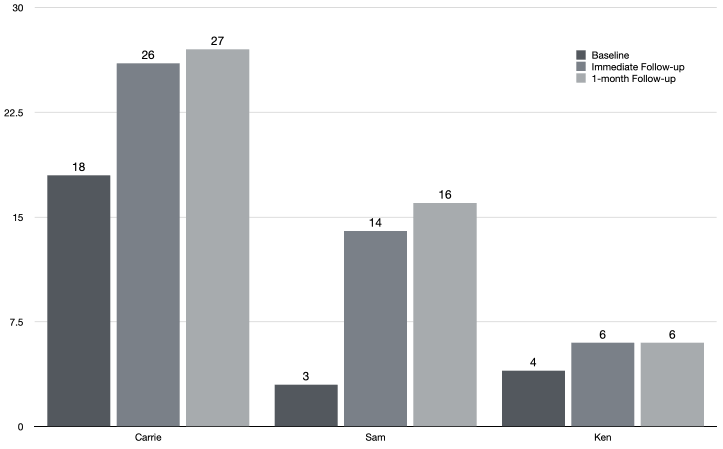 30
22.5
15
7.5
0
18
26
27
3
14
16
4
6
6
Baseline
Immediate Follow-up
1-month Follow-up
Carrie
Sam
Ken